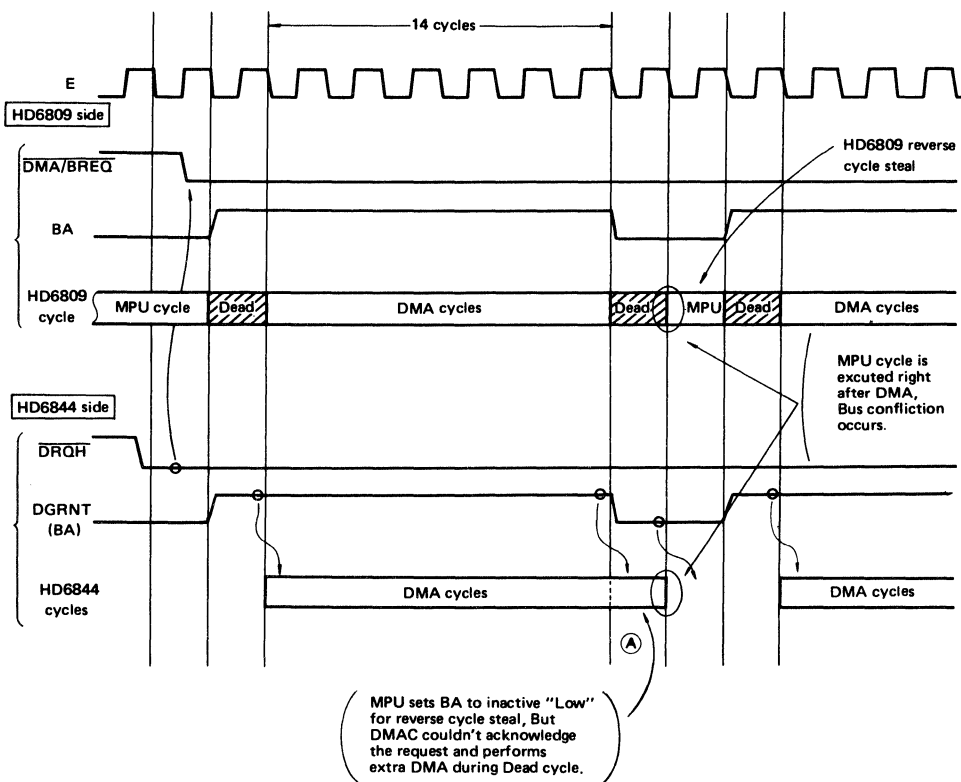 14 cycles
E
HD6809 side
DMA/BREQ
HD6809 reverse
cycle steal
BA
HD6809
cycle
MPU cycle
Dead
DMA cycles
Dead
MPU
Dead
DMA cycles
MPU cycle is
excuted right
after DMA,
Bus confliction
occurs.
HD6844 side
DRQH
DGRNT
(BA)
HD6844
cycles
DMA cycles
DMA cycles
A
MPU sets BA to inactive "Low"
for reverse cycle steal, But
DMAC couldn't acknowledge
the request and performs
extra DMA during Dead cycle.